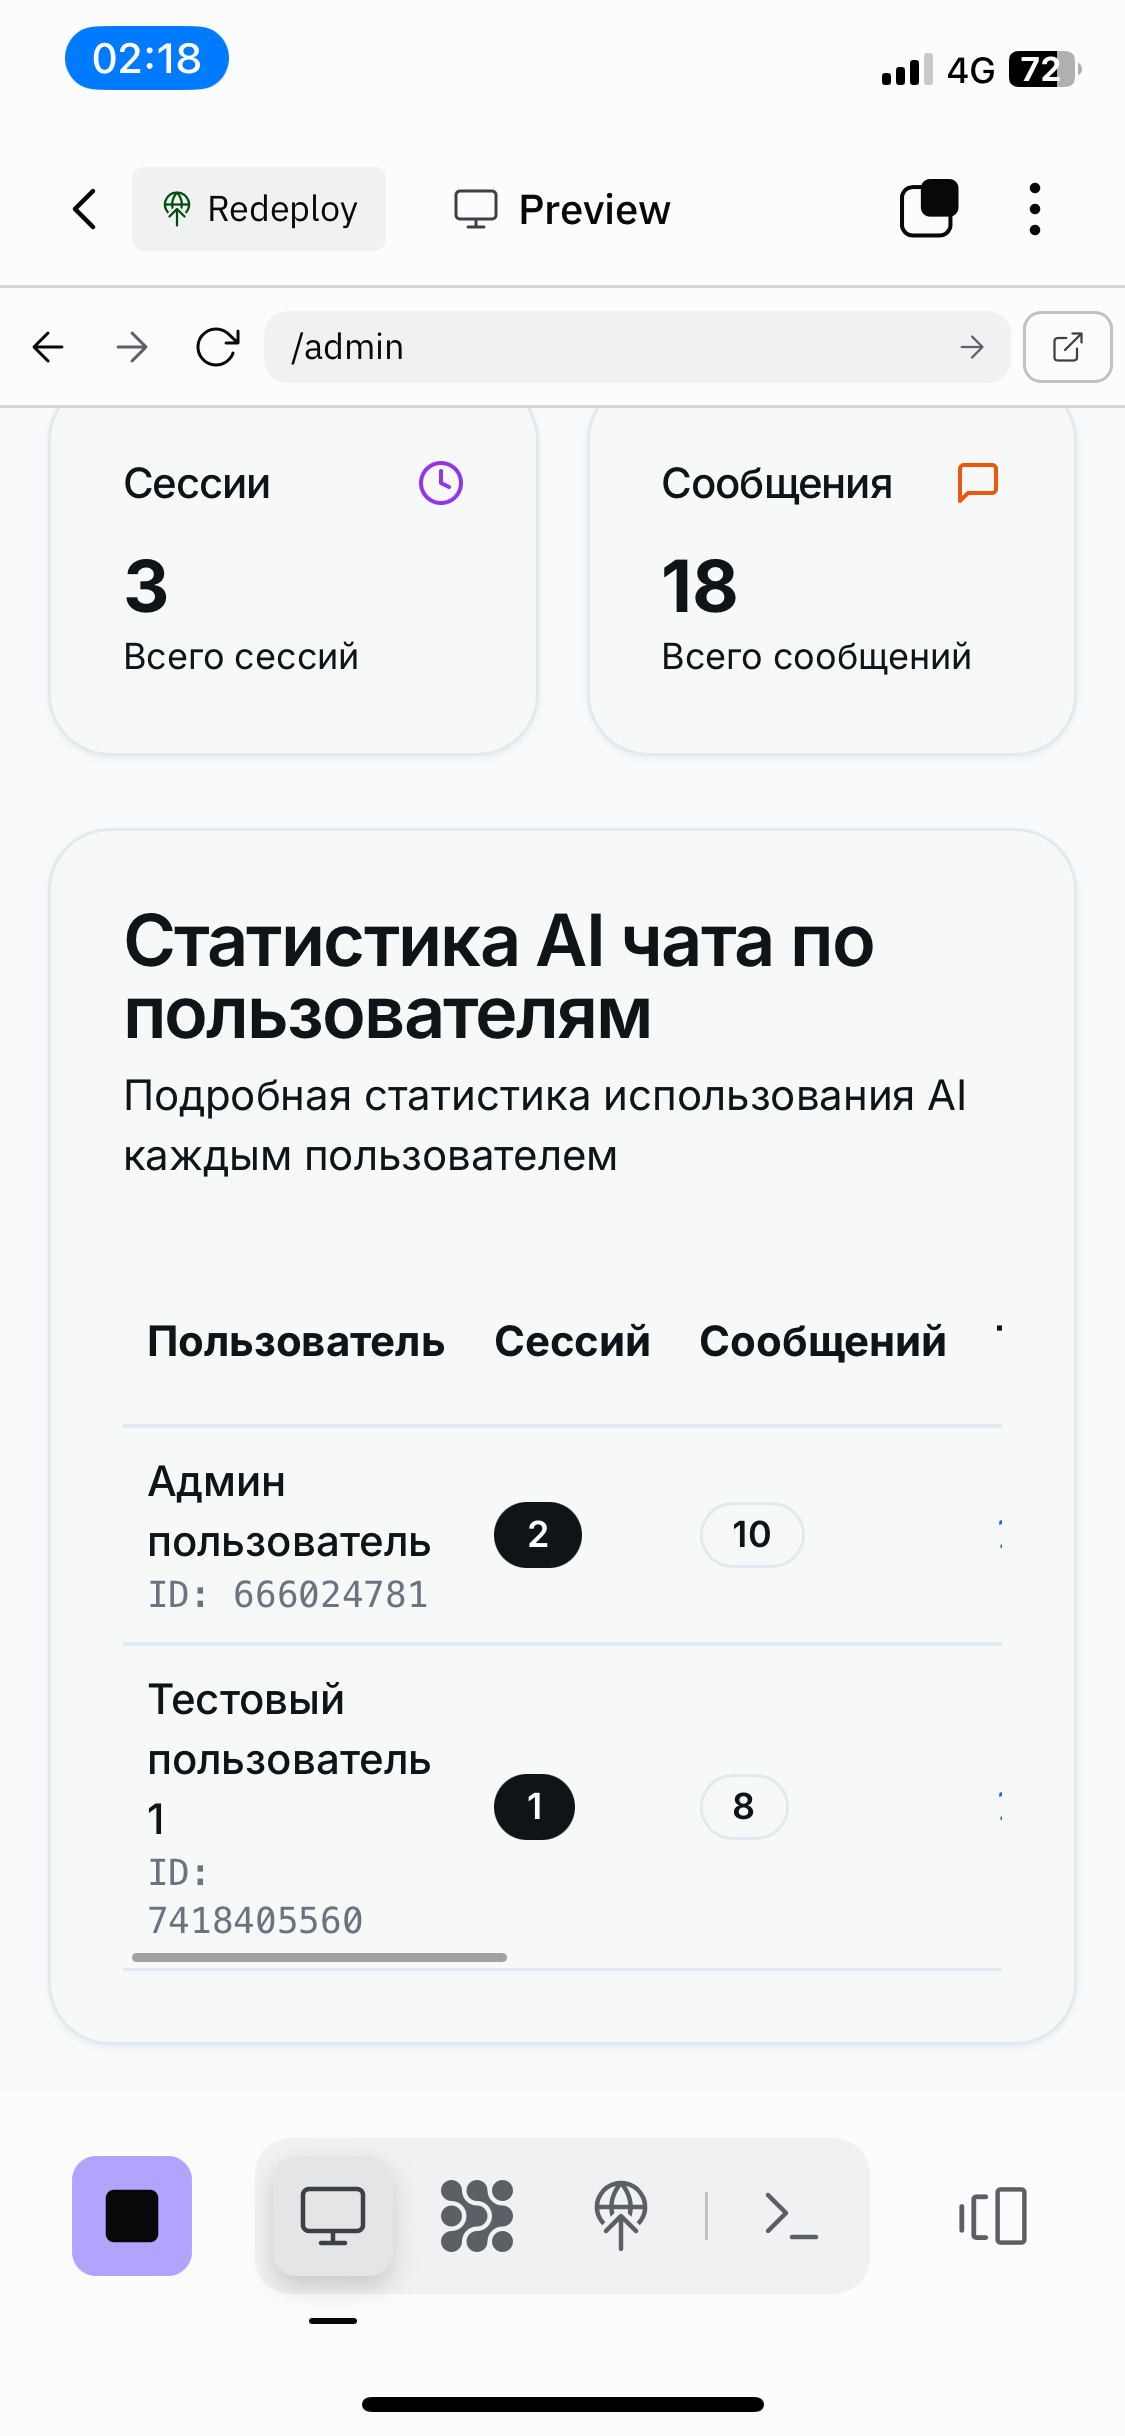 02:18
4G 72
Redeploy Preview
/admin
Сессии
3
Всего сессий
Сообщения
18
Всего сообщений
Статистика AI чата по
пользователям
Подробная статистика использования AI
каждым пользователем
Пользователь Сессий Сообщений
Админ
пользователь
ID: 666024781
2 10
Тестовый
пользователь
1
ID:
7418405560
1 8